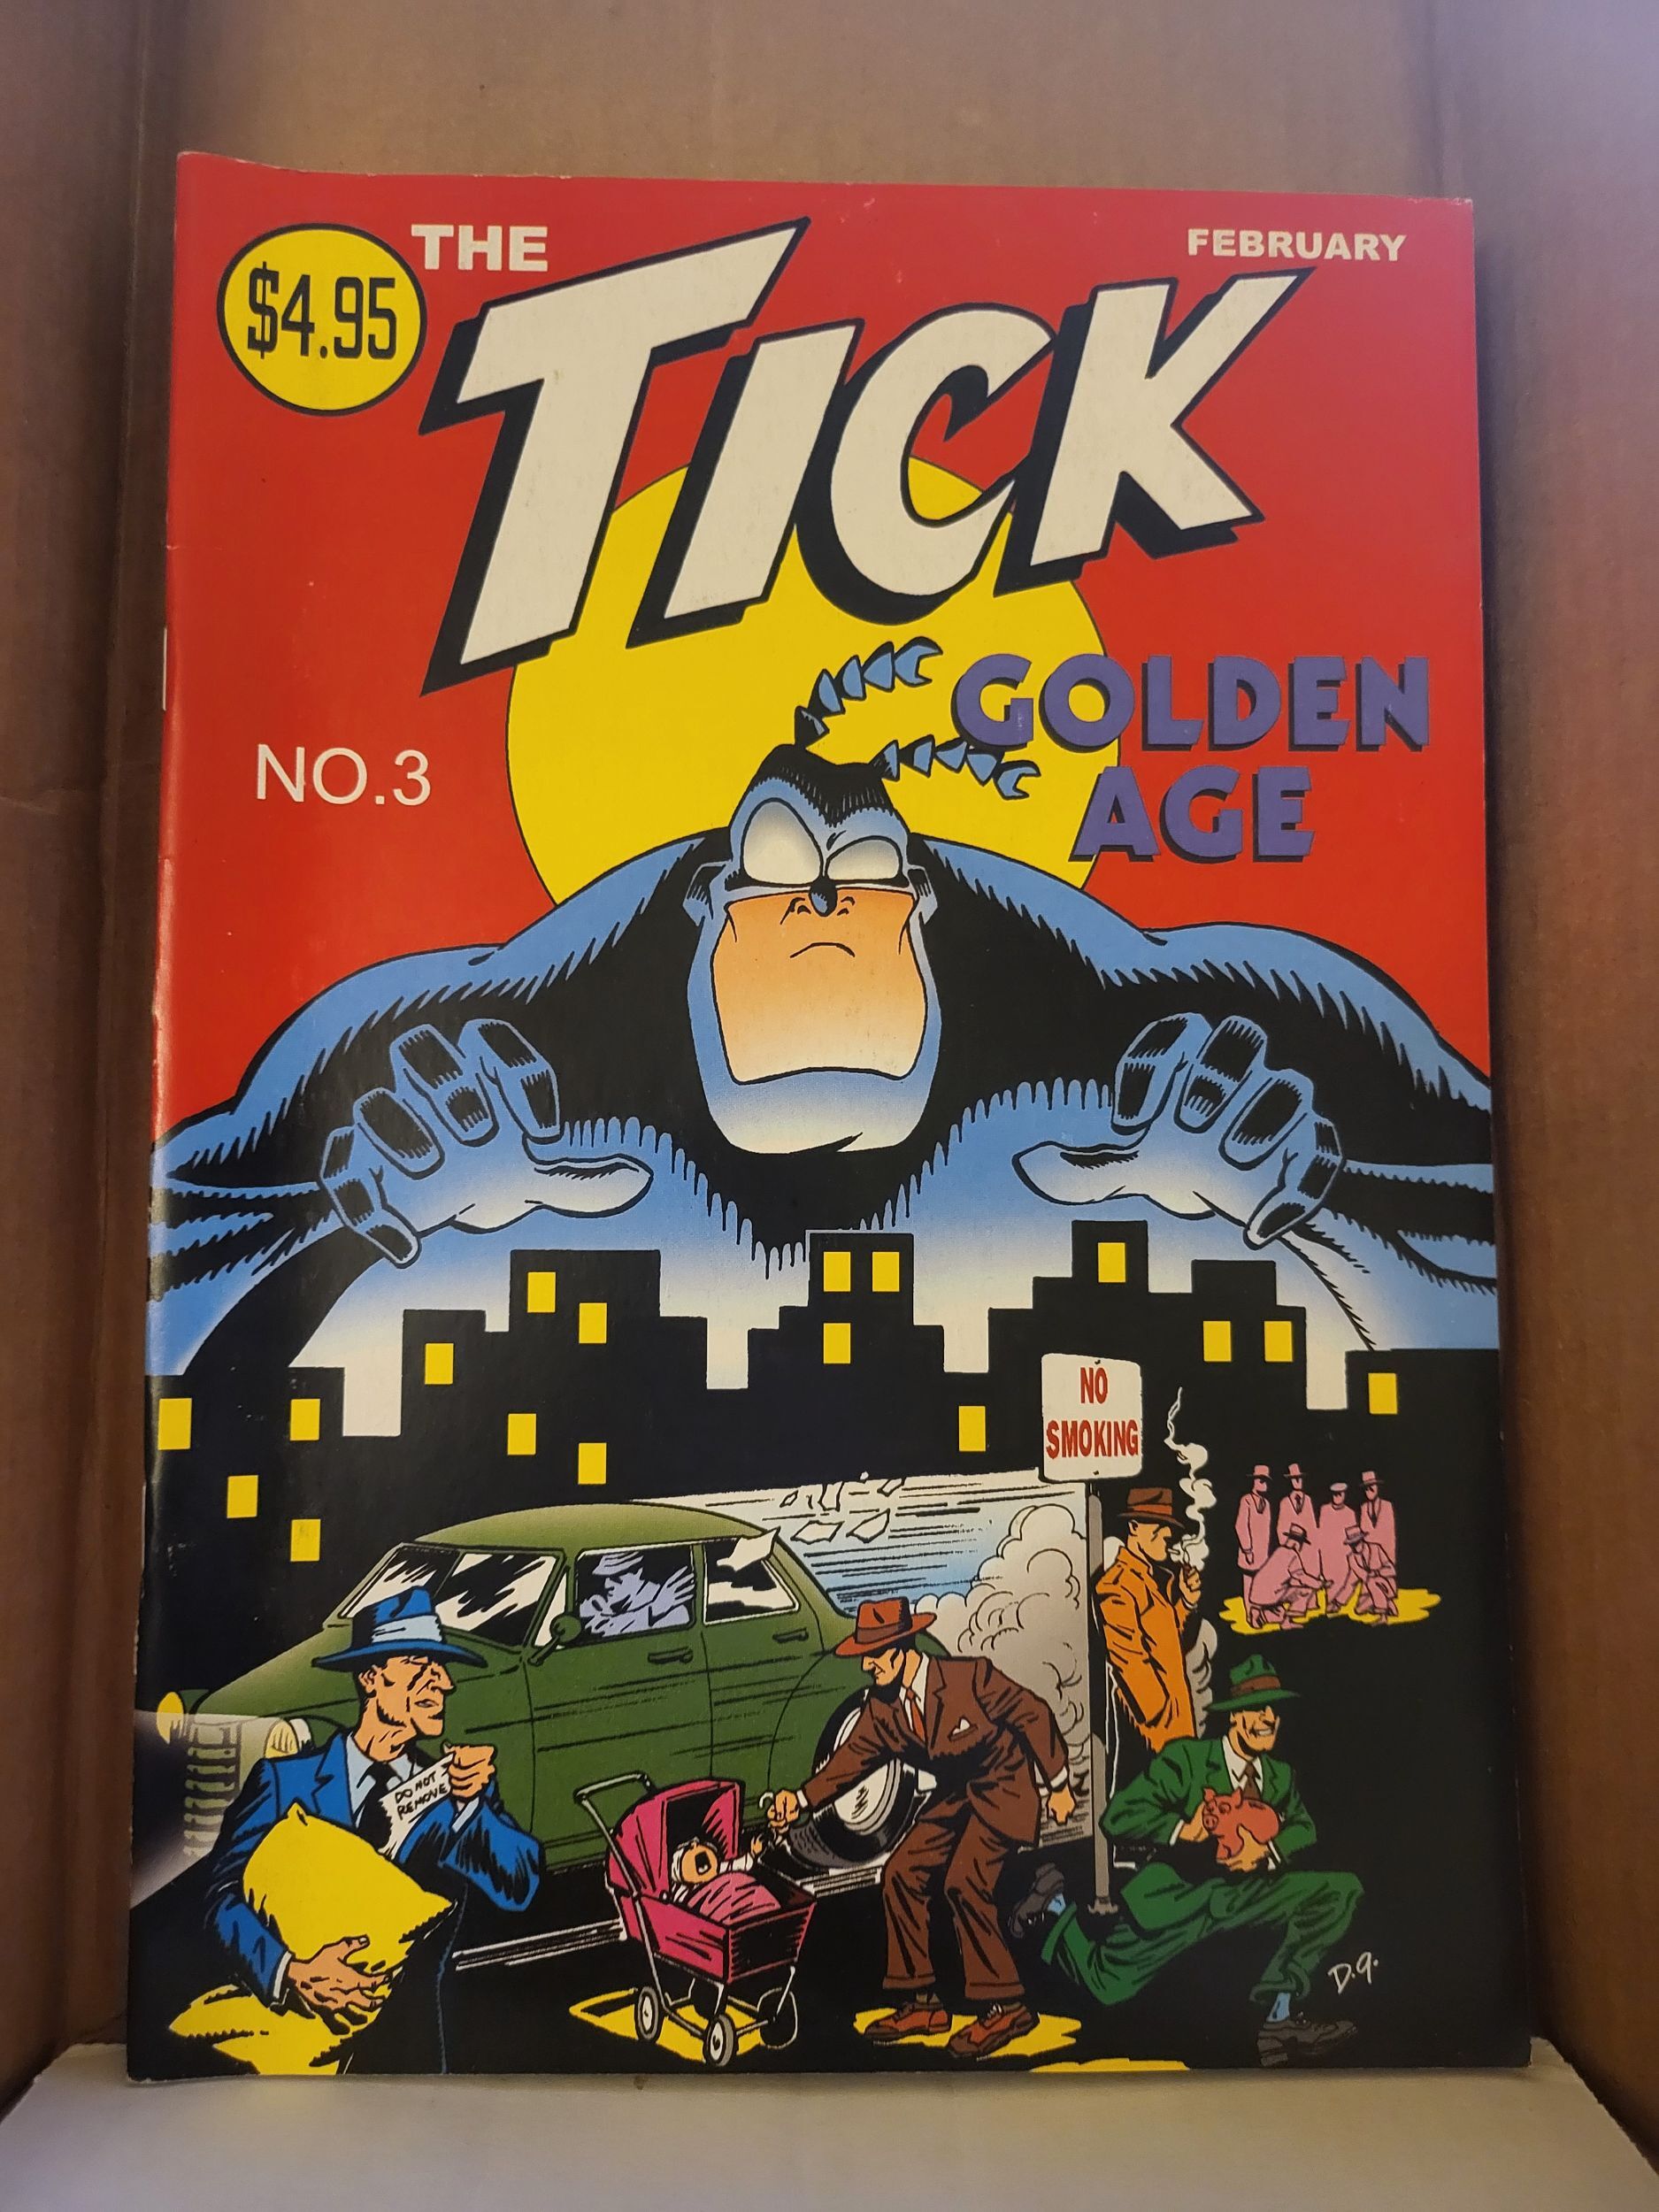 $4.95
THE
TICK
FEBRUARY
GOLDEN
AGE
NO.3
NO
SMOKING
DO NOT
REMOVE
D.G.